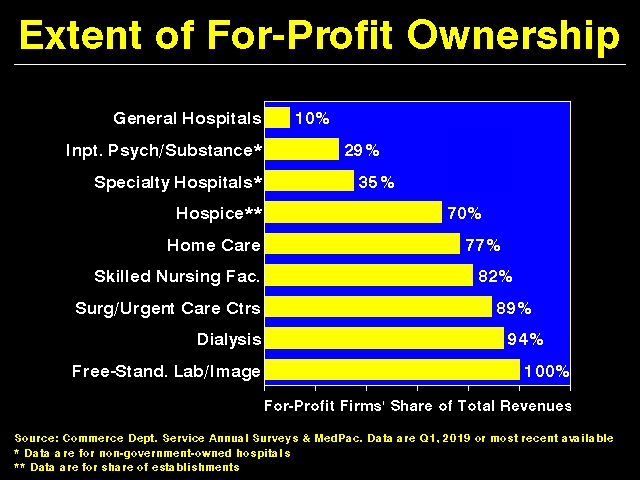 Extent of For-Profit Ownership
General Hospitals 10%
Inpt. Psych/Substance* 29%
Specialty Hospitals* 35%
Hospice** 70%
Home Care 77%
Skilled Nursing Fac. 82%
Surg/Urgent Care Ctrs 89%
Dialysis 94%
Free-Stand. Lab/Image 100%
For-Profit Firms' Share of Total Revenues
Source: Commerce Dept. Service Annual Surveys & MedPac. Data are Q1, 2019 or most recent available
* Data are for non-government-owned hospitals
** Data are for share of establishments